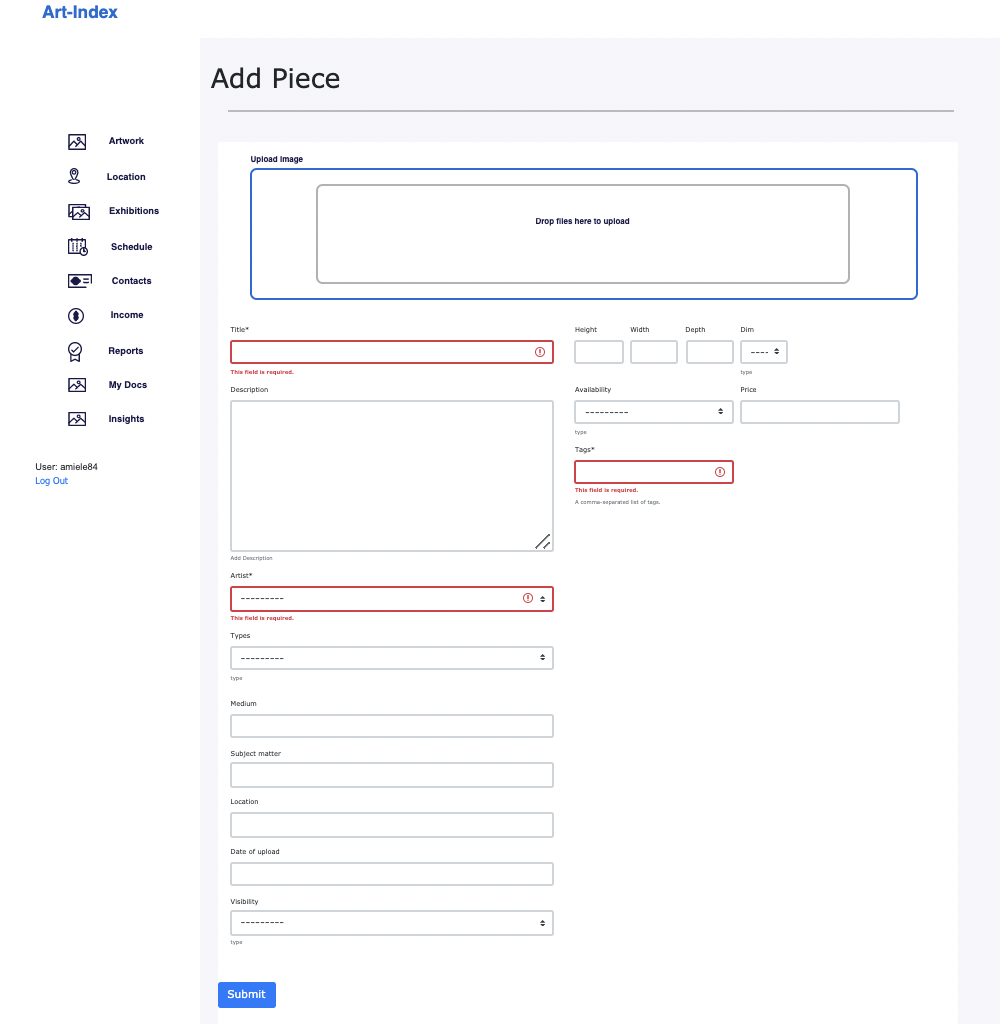 Art-Index
Add Piece
Artwork
Location
Exhibitions
Schedule
Contacts
Income
Reports
My Docs
Insights
User: amiele84
Log Out
Upload Image
Drop files here to upload
Title*
This field is required.
Description
Add Description
Artist*
---------
This field is required.
Types
---------
type
Medium
Subject matter
Location
Date of upload
Visibility
---------
type
Height Width Depth Dim
----
type
Availability Price
---------
type
Tags*
This field is required.
A comma-separated list of tags.
Submit